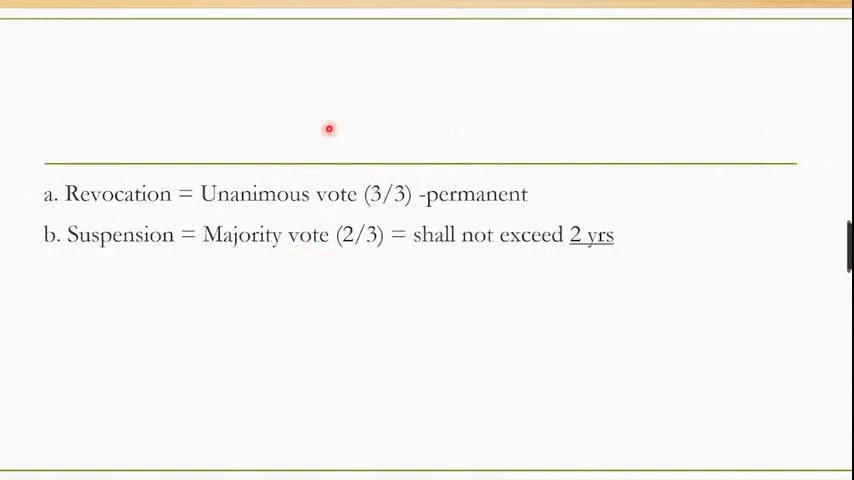 a. Revocation = Unanimous vote (3/3) -permanent
b. Suspension = Majority vote (2/3) = shall not exceed 2 yrs